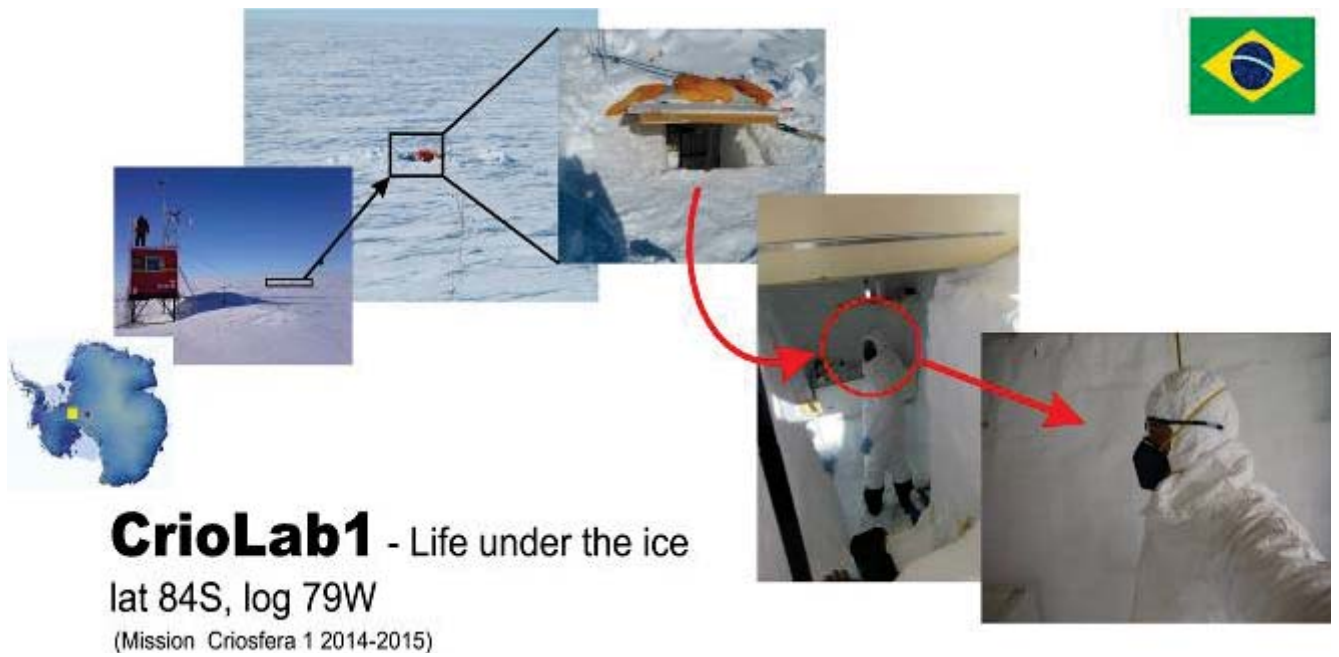 CrioLab1 - Life under the ice
lat 84S, log 79W
(Mission Criosfera 1 2014-2015)